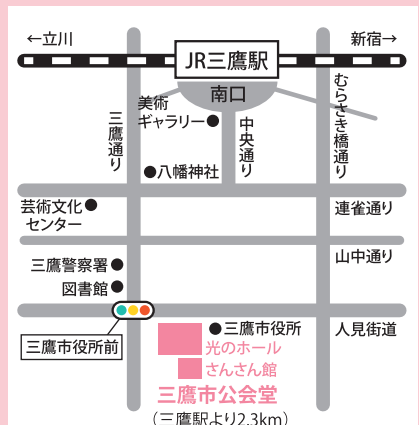 ←立川
新宿→
JR三鷹駅
南口
美術
ギャラリー
三鷹通り
中央通り
むらさき橋通り
八幡神社
芸術文化
センター
連雀通り
山中通り
三鷹警察署
図書館
三鷹市役所前
三鷹市役所
人見街道
光のホール
さんさん館
三鷹市公会堂
（三鷹駅より2.3km）